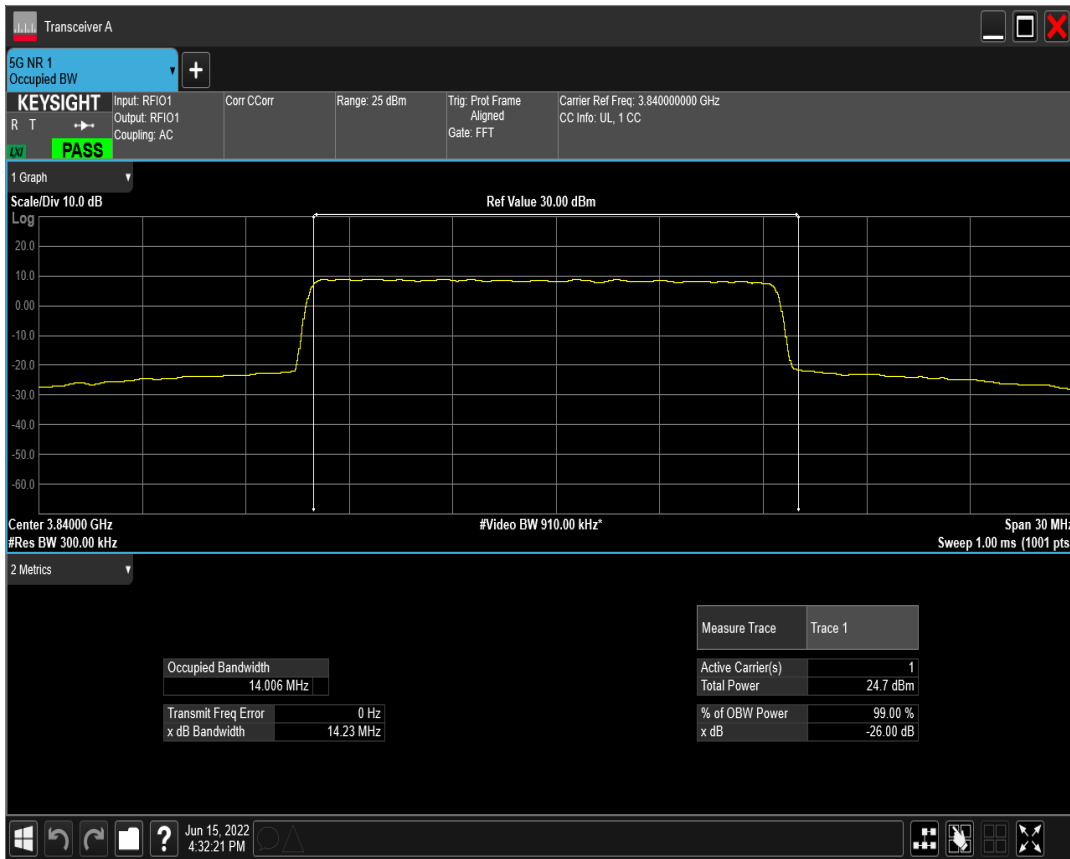 Transceiver A
5G NR 1
Occupied BW
KEYSIGHT
R T
LXI
PASS
Input: RFIO1
Output: RFIO1
Coupling: AC
Corr CCorr
Range: 25 dBm
Trig: Prot Frame
Aligned
Gate: FFT
Carrier Ref Freq: 3.840000000 GHz
CC Info: UL, 1 CC
1 Graph
Scale/Div 10.0 dB
Ref Value 30.00 dBm
Log
20.0
10.0
0.00
-10.0
-20.0
-30.0
-40.0
-50.0
-60.0
Center 3.84000 GHz
#Video BW 910.00 kHz*
Span 30 MHz
#Res BW 300.00 kHz
Sweep 1.00 ms (1001 pts
2 Metrics
Measure Trace Trace 1
Occupied Bandwidth
14.006 MHz
Active Carrier(s) 1
Total Power 24.7 dBm
Transmit Freq Error 0 Hz
x dB Bandwidth 14.23 MHz
% of OBW Power 99.00 %
x dB -26.00 dB
Jun 15, 2022
4:32:21 PM